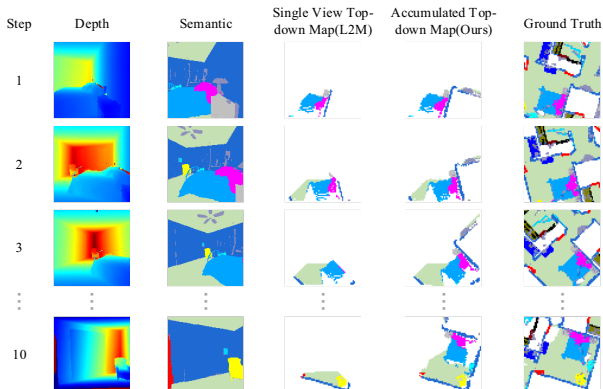 Step Depth Semantic Single View Top-down Map(L2M) Accumulated Top-down Map(Ours) Ground Truth
1
2
3
10